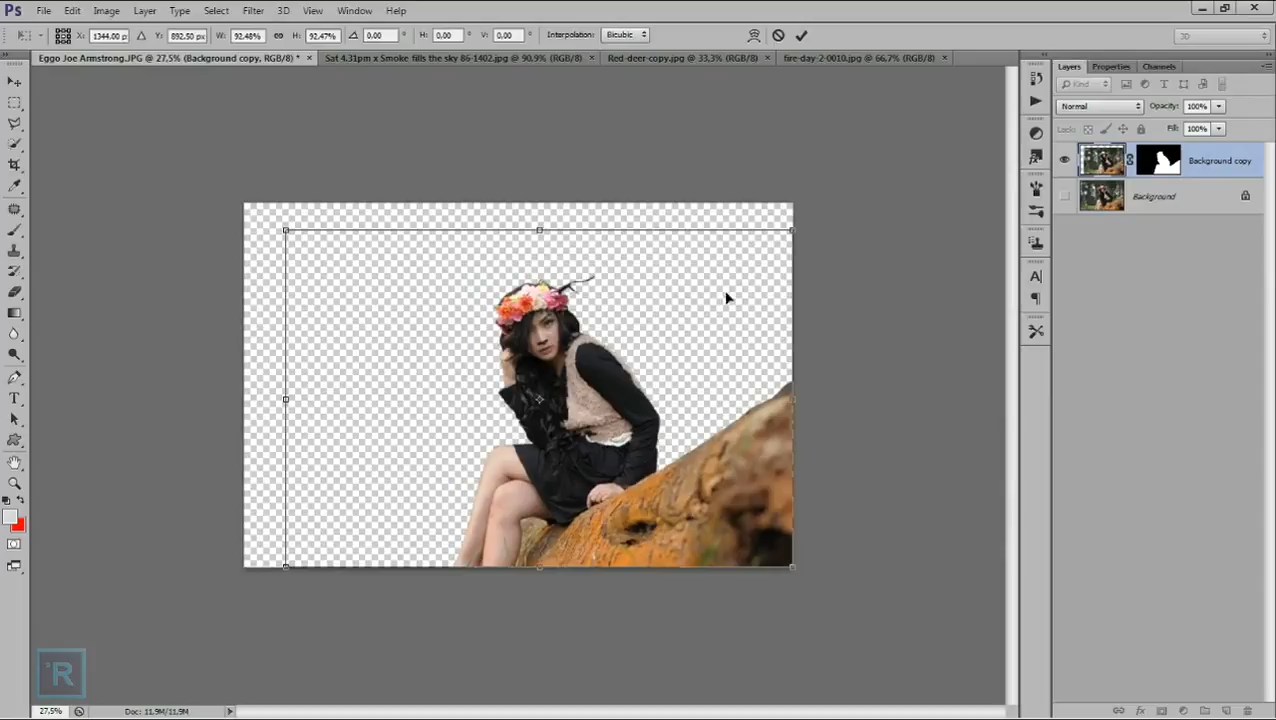 Ps File Edit Image Layer Type Select Filter 3D View Window Help
X: 1344.00 p Y: 892.50 px W: 92.48% H: 92.47% 0.00 ° H: 0,00 ° V: 0,00 ° Interpolation: Bicubic 3D
Eggo Joe Armstrong.JPG @ 27,5% (Background copy, RGB/8) * × Sat 4.31pm x Smoke fills the sky 86-1402.jpg @ 90,9% (RGB/8) × Red-deer-copy.jpg @ 33,3% (RGB/8) × fire-day-2-0010.jpg @ 66,7% (RGB/8) ×
Layers Properties Channels
Kind
Normal Opacity: 100%
Lock: Fill: 100%
Background copy
Background
A|
T
R
27,5% Doc: 11,9M/11,9M
fx